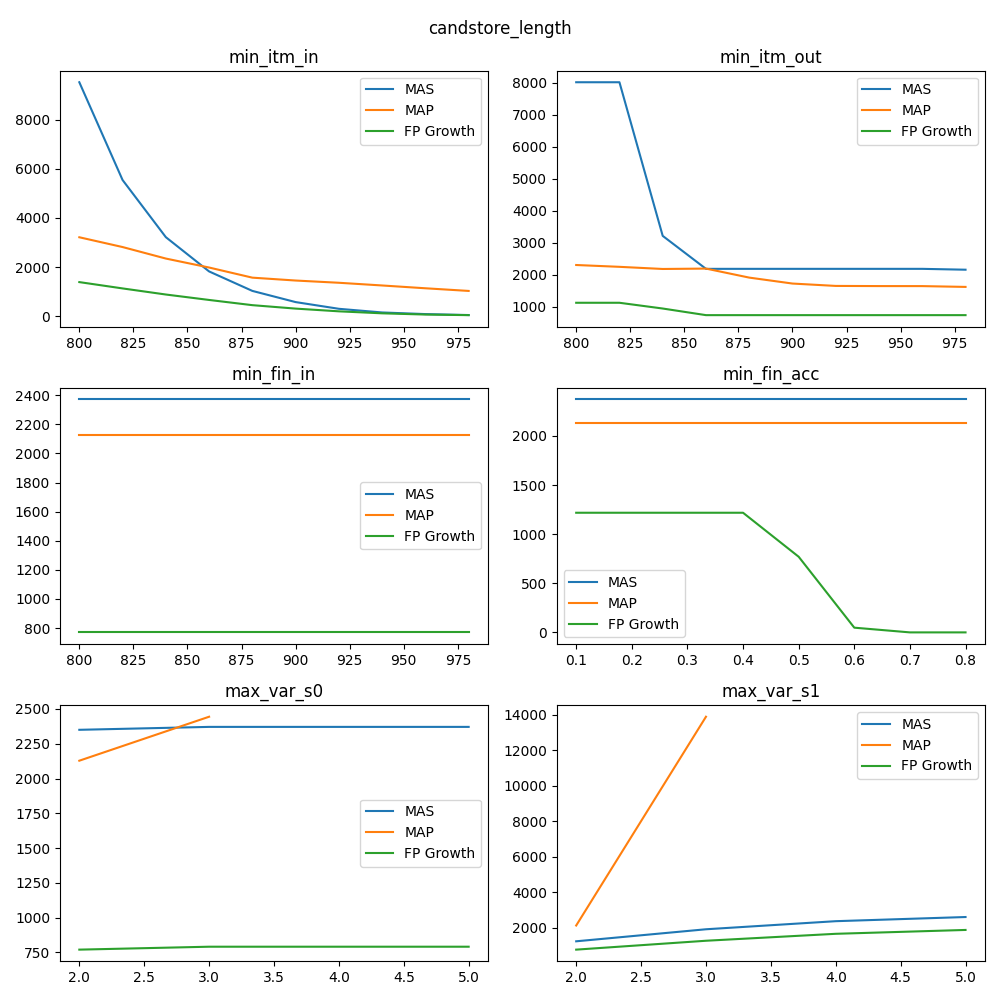 candstore_length
min_itm_in
8000
6000
4000
2000
0
800 825 850 875 900 925 950 975
MAS
MAP
FP Growth
min_itm_out
8000
7000
6000
5000
4000
3000
2000
1000
800 825 850 875 900 925 950 975
MAS
MAP
FP Growth
min_fin_in
2400
2200
2000
1800
1600
1400
1200
1000
800
800 825 850 875 900 925 950 975
MAS
MAP
FP Growth
min_fin_acc
2000
1500
1000
500
0
0.1 0.2 0.3 0.4 0.5 0.6 0.7 0.8
MAS
MAP
FP Growth
max_var_s0
2500
2250
2000
1750
1500
1250
1000
750
2.0 2.5 3.0 3.5 4.0 4.5 5.0
MAS
MAP
FP Growth
max_var_s1
14000
12000
10000
8000
6000
4000
2000
2.0 2.5 3.0 3.5 4.0 4.5 5.0
MAS
MAP
FP Growth